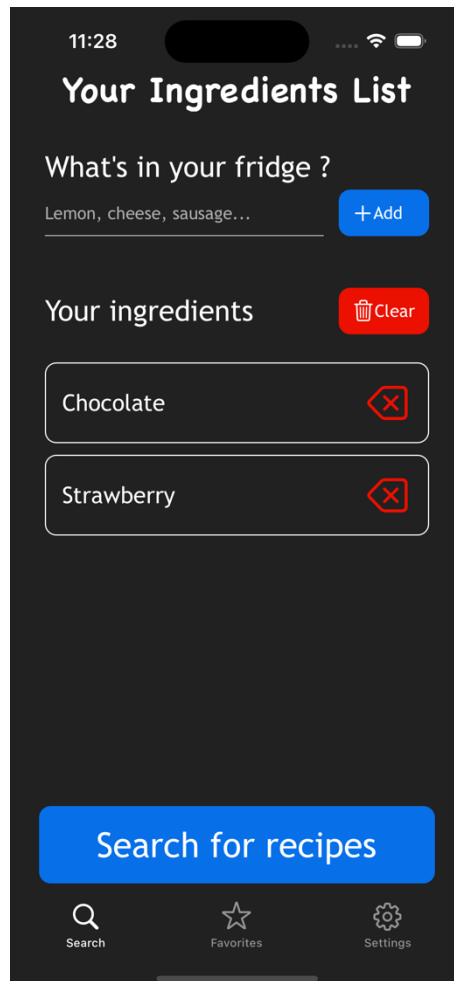 11:28
Your Ingredients List
What's in your fridge ?
Lemon, cheese, sausage...
+Add
Your ingredients
Clear
Chocolate
Strawberry
Search for recipes
Search
Favorites
Settings